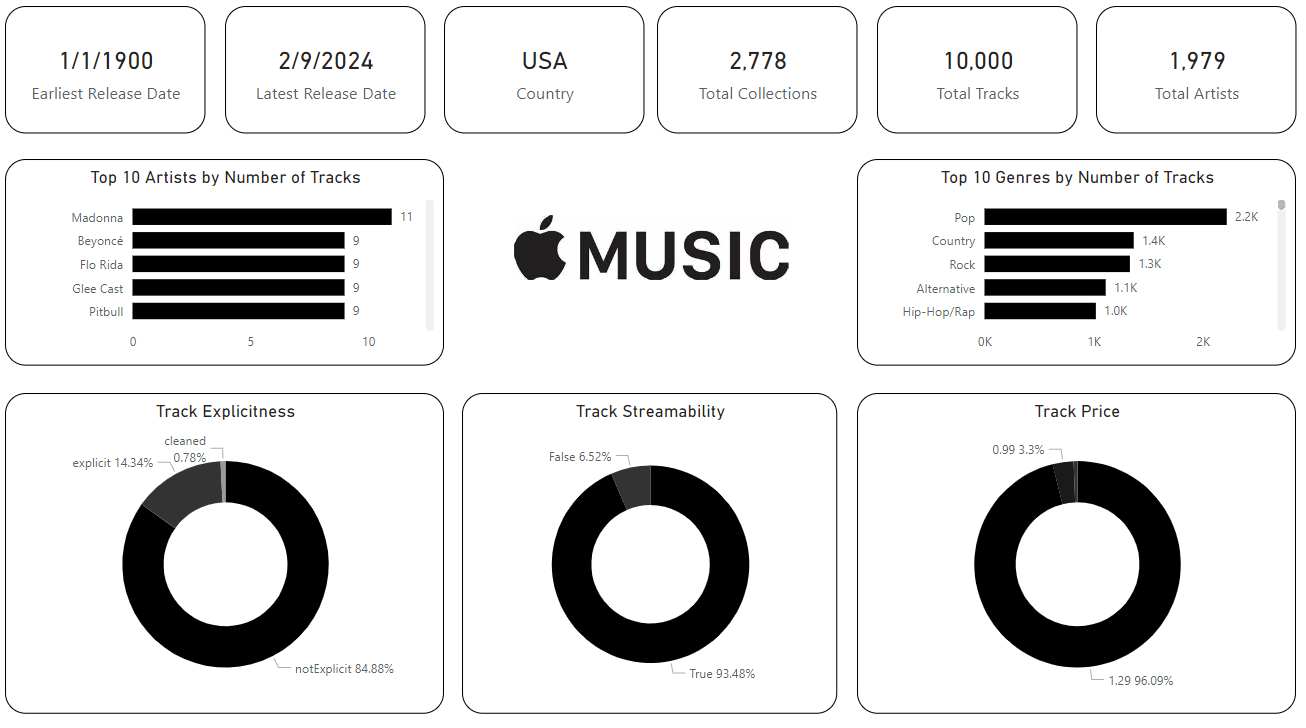 1/1/1900
Earliest Release Date
2/9/2024
Latest Release Date
USA
Country
2,778
Total Collections
10,000
Total Tracks
1,979
Total Artists
Top 10 Artists by Number of Tracks
Madonna 11
Beyoncé 9
Flo Rida 9
Glee Cast 9
Pitbull 9
0 5 10
MUSIC
Top 10 Genres by Number of Tracks
Pop 2.2K
Country 1.4K
Rock 1.3K
Alternative 1.1K
Hip-Hop/Rap 1.0K
0K 1K 2K
Track Explicitness
cleaned
0.78%
explicit 14.34%
notExplicit 84.88%
Track Streamability
False 6.52%
True 93.48%
Track Price
0.99 3.3%
1.29 96.09%